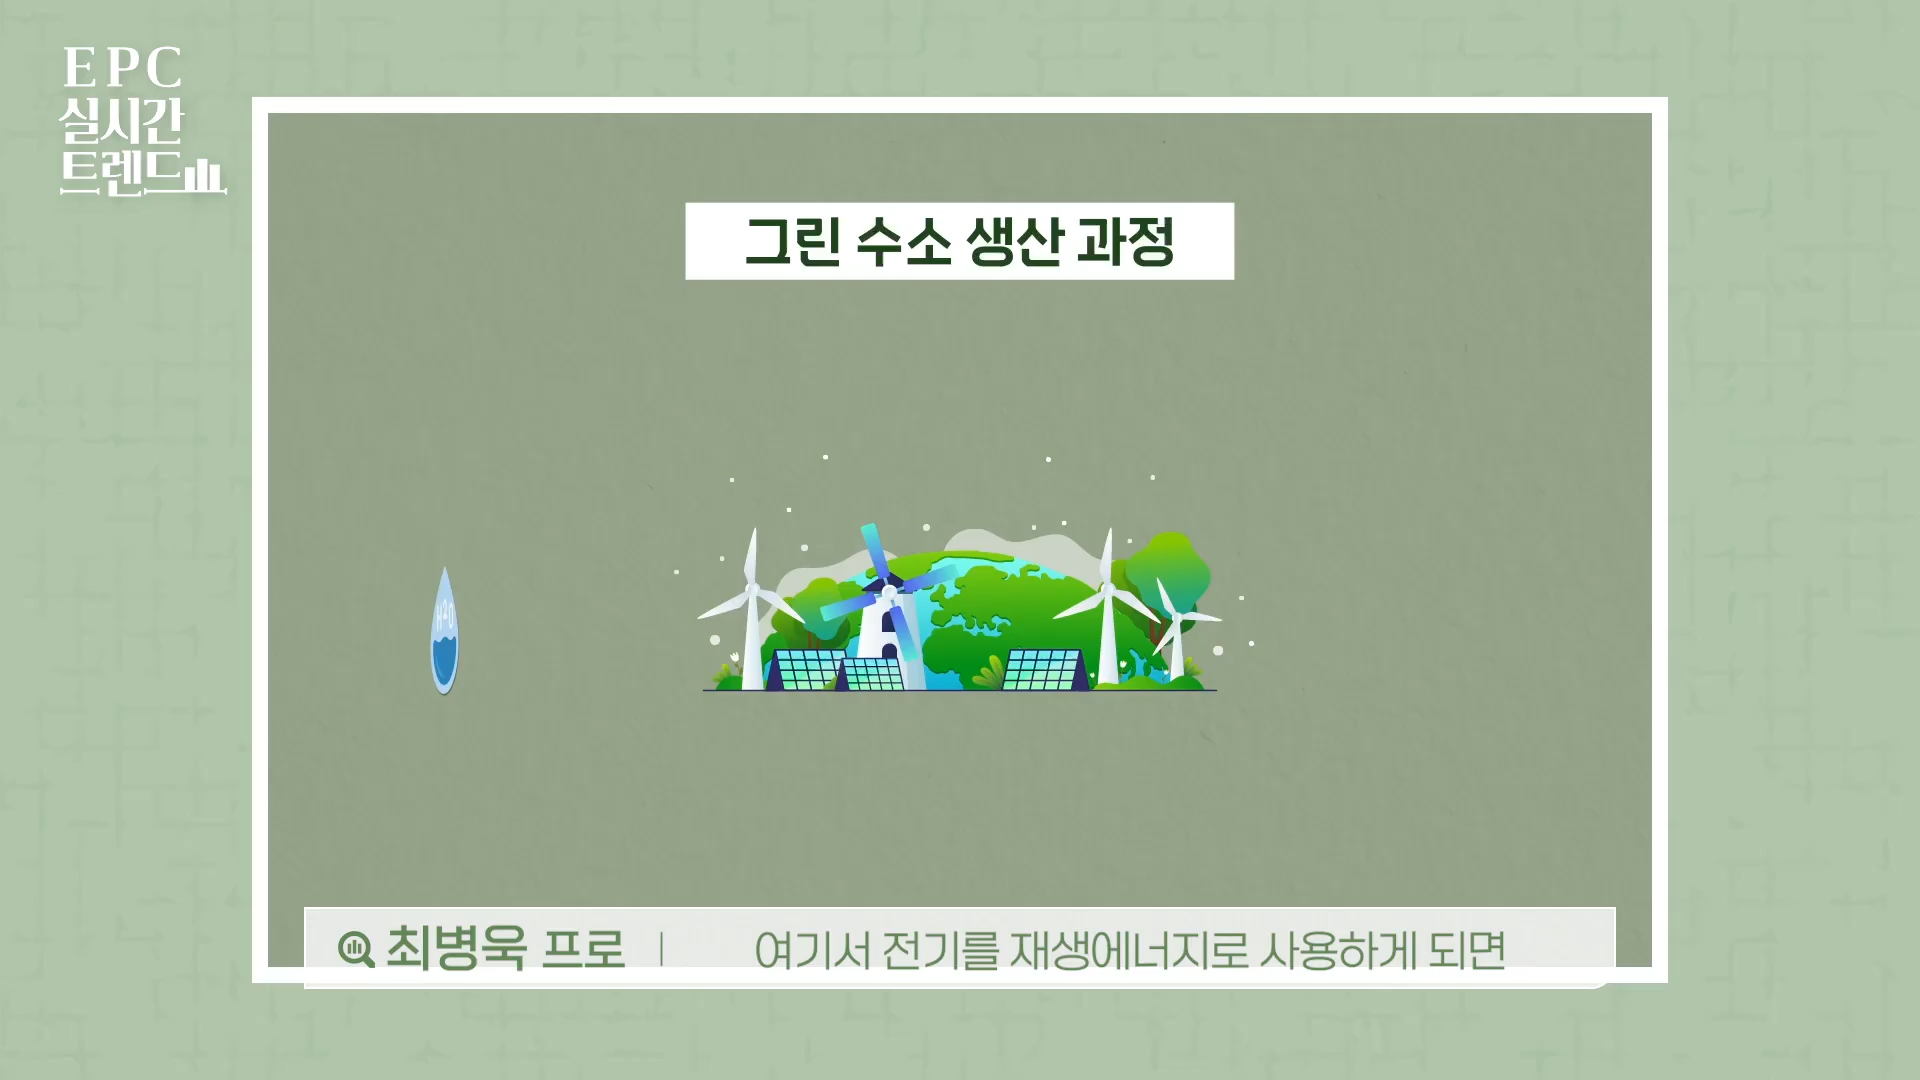 EPC
실시간
트렌드
그린 수소 생산 과정
H2O
최병욱 프로 | 여기서 전기를 재생에너지로 사용하게 되면